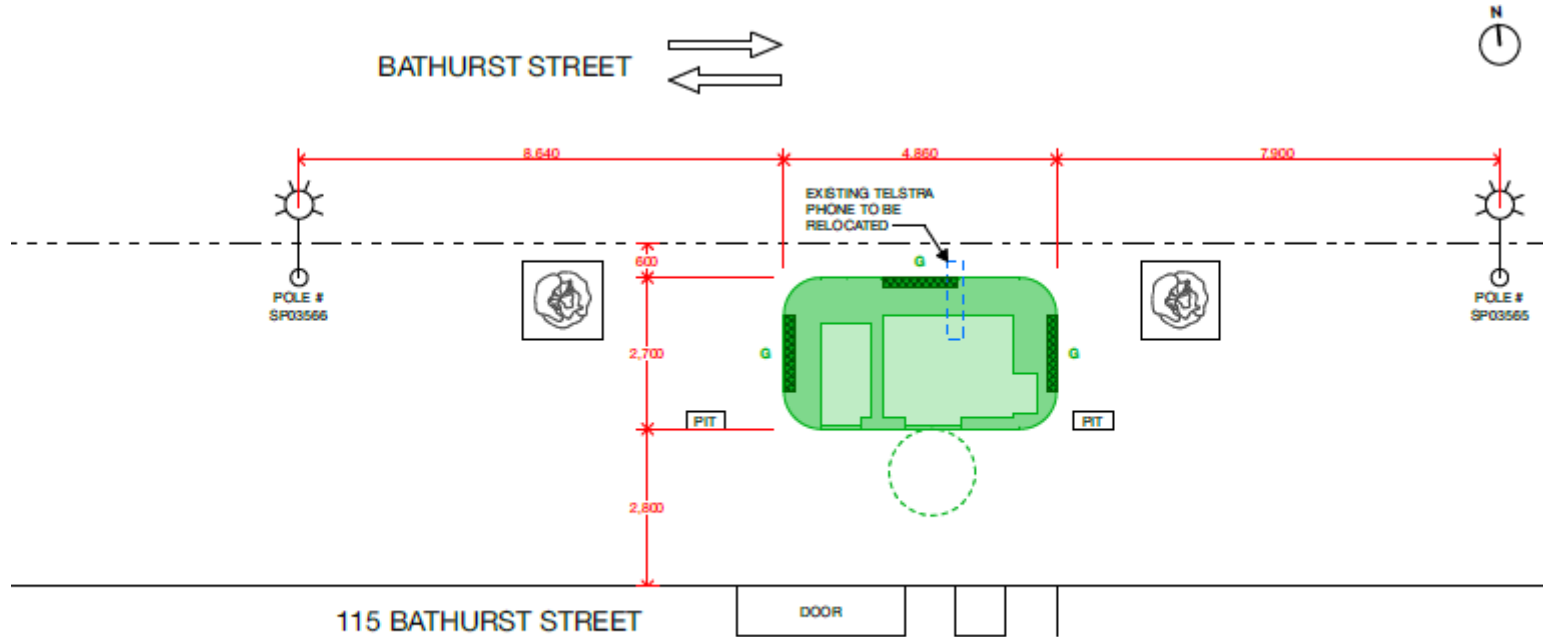 N
BATHURST STREET
8.640
4.860
7.900
EXISTING TELSTRA
PHONE TO BE
RELOCATED
600
G
POLE #
SP03566
POLE #
SP03565
2,700
G
G
PIT
PIT
2,800
115 BATHURST STREET
DOOR